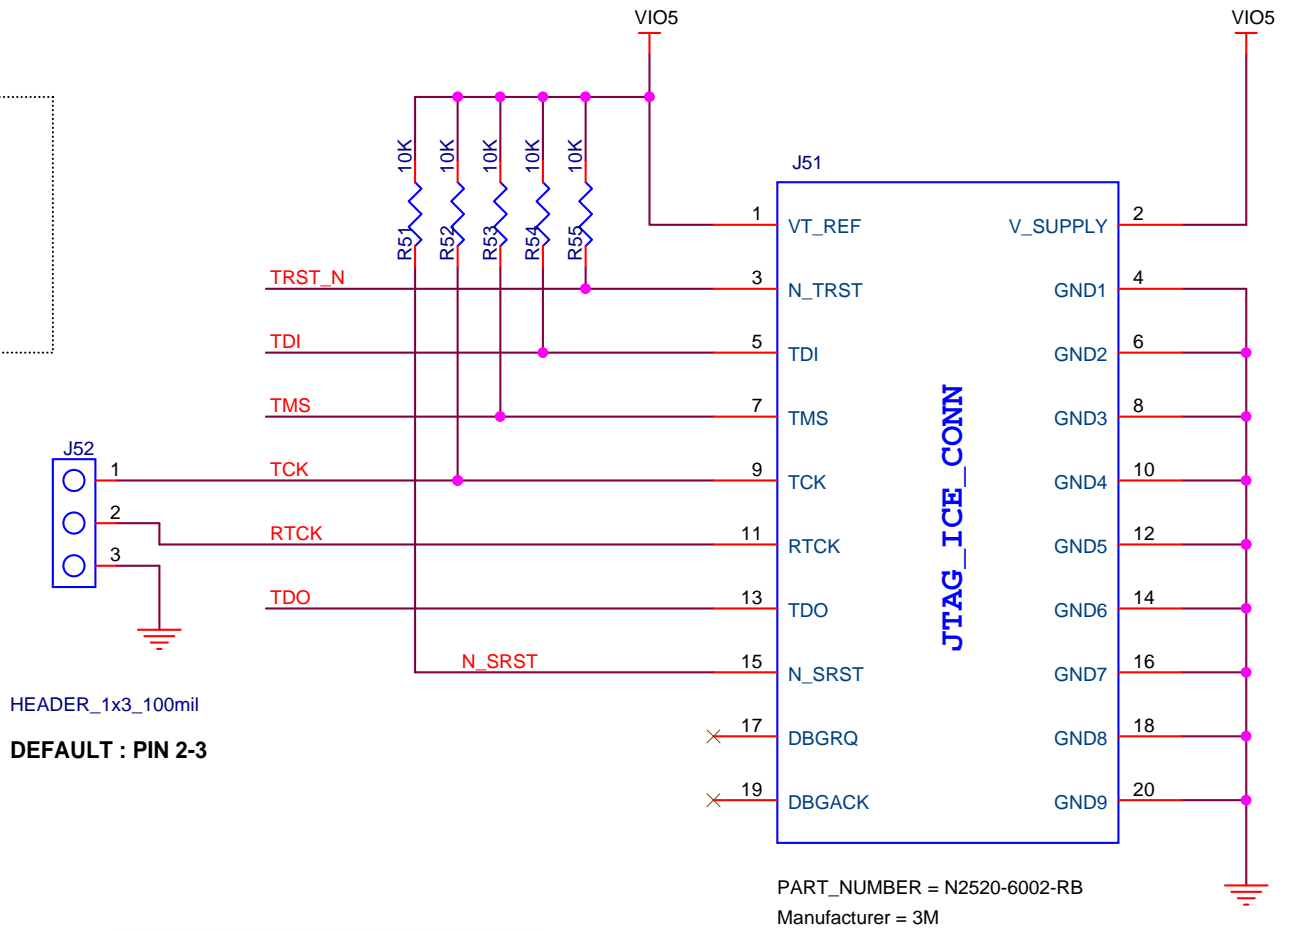 VIO5
VIO5
10K
10K
10K
10K
10K
R51
R52
R53
R54
R55
J51
1
VT_REF
V_SUPPLY
2
TRST_N
3
N_TRST
GND1
4
TDI
5
TDI
GND2
6
TMS
7
TMS
GND3
8
J52
1
TCK
9
TCK
GND4
10
2
RTCK
11
RTCK
GND5
12
3
TDO
13
TDO
GND6
14
N_SRST
15
N_SRST
GND7
16
17
DBGRQ
GND8
18
19
DBGACK
GND9
20
JTAG_ICE_CONN
HEADER_1x3_100mil
DEFAULT : PIN 2-3
PART_NUMBER = N2520-6002-RB
Manufacturer = 3M